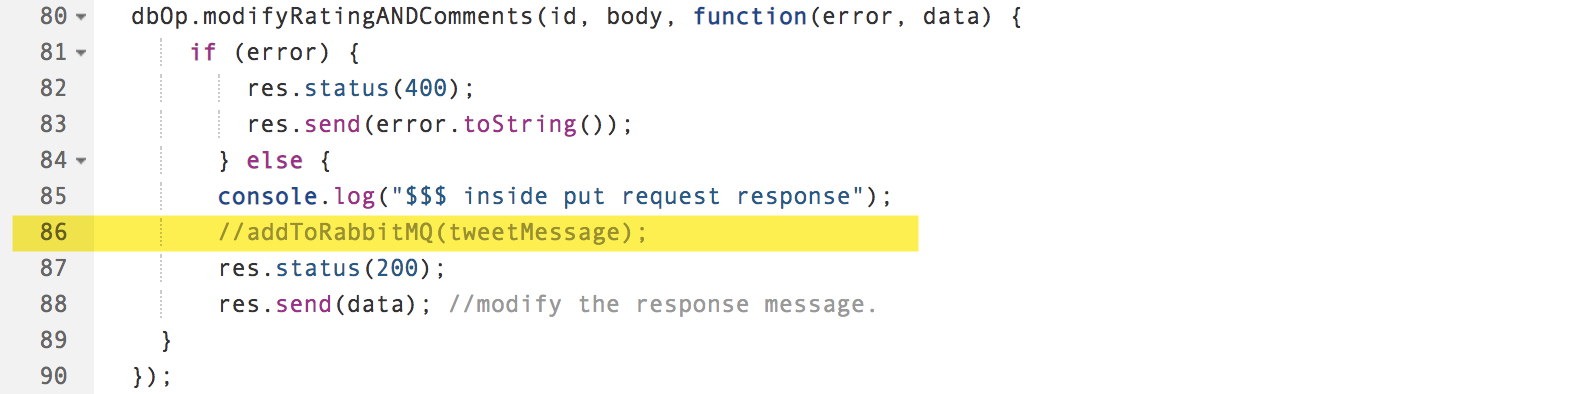 80 dbOp.modifyRatingANDComments(id, body, function(error, data) {
81 if (error) {
82 res.status(400);
83 res.send(error.toString());
84 } else {
85 console.log("$$$ inside put request response");
86 //addToRabbitMQ(tweetMessage);
87 res.status(200);
88 res.send(data); //modify the response message.
89 }
90 });